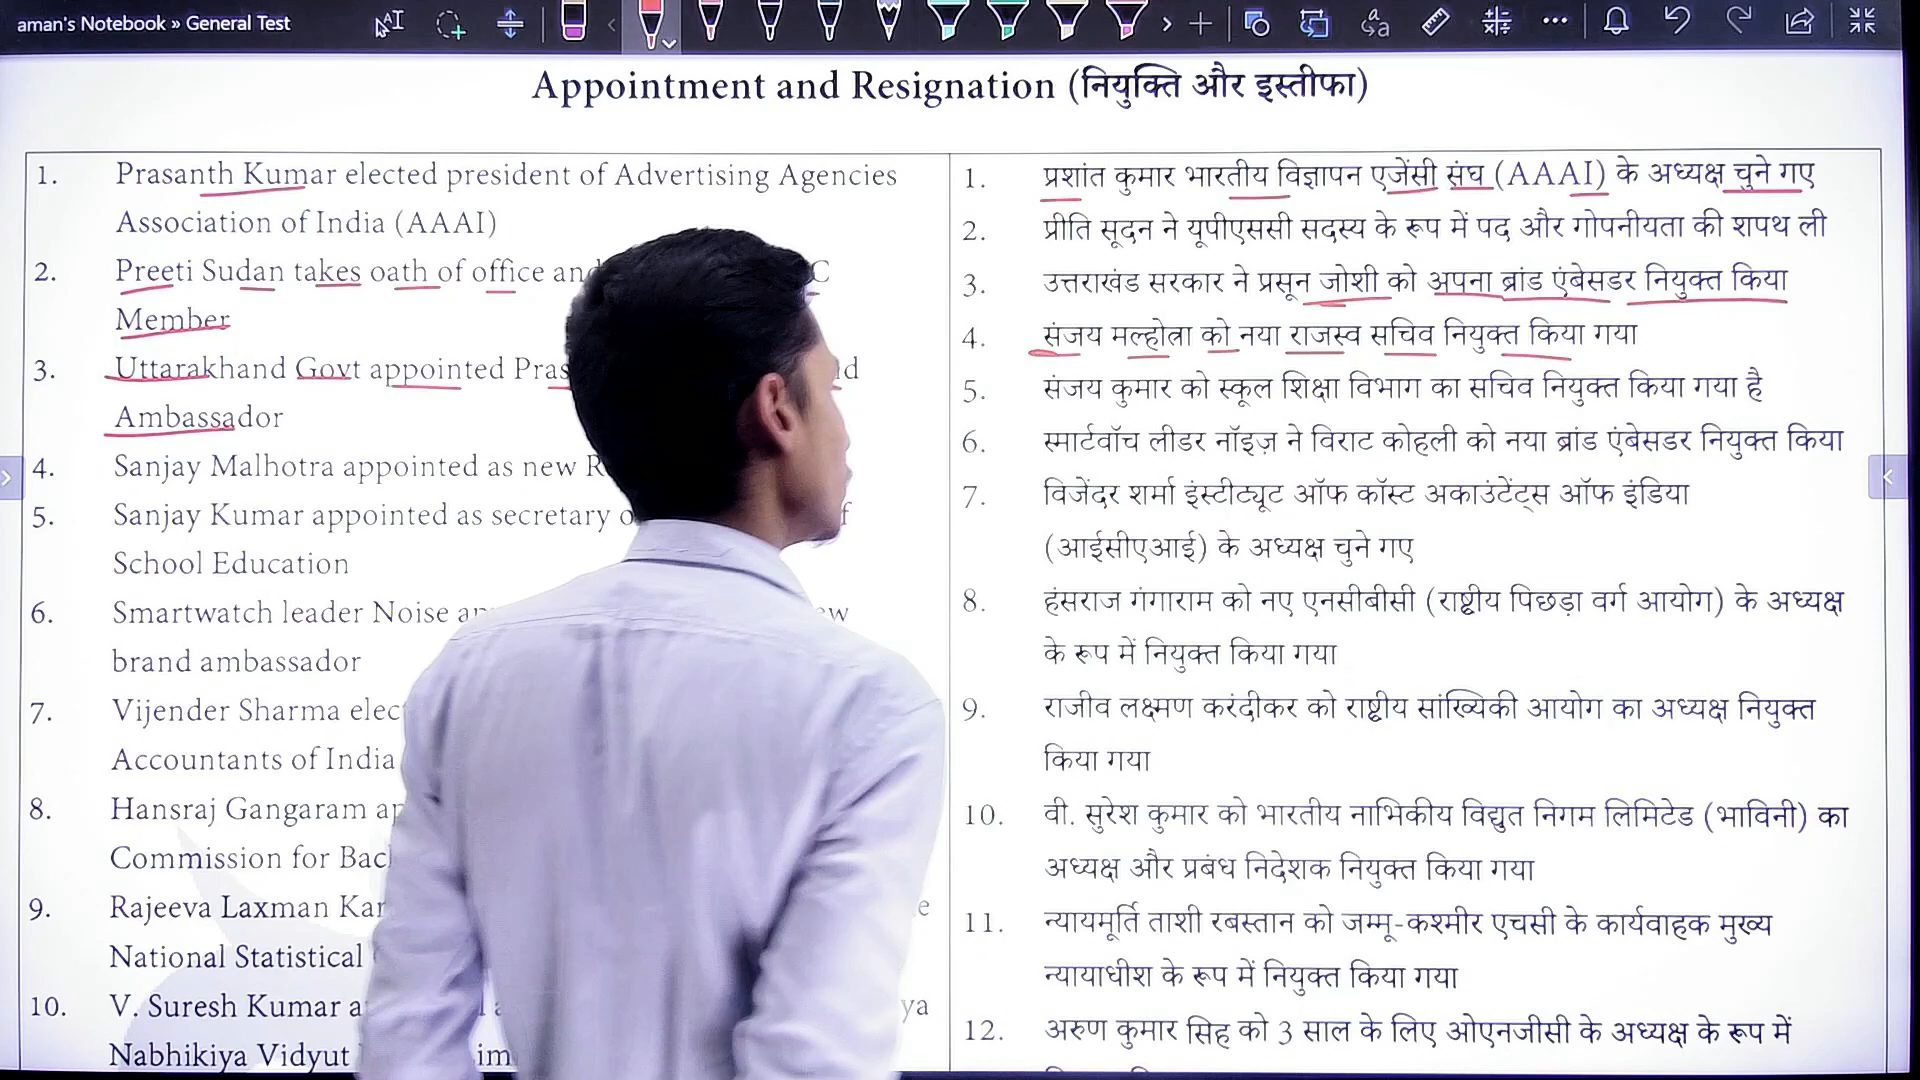 aman's Notebook » General Test
Appointment and Resignation (नियुक्ति और इस्तीफा)
1. Prasanth Kumar elected president of Advertising Agencies
Association of India (AAAI)
2. Preeti Sudan takes oath of office
Member
3. Uttarakhand Govt appointed
Ambassador
4. Sanjay Malhotra appointed as new
5. Sanjay Kumar appointed as secretary
School Education
6. Smartwatch leader Noise
brand ambassador
7. Vijender Sharma
Accountants of India
8. Hansraj Gangaram
Commission for
9. Rajeeva Laxman
National Statistical
10. V. Suresh Kumar
Nabhikiya Vidyut
1. प्रशांत कुमार भारतीय विज्ञापन एजेंसी संघ (AAAI) के अध्यक्ष चुने गए
2. प्रीति सूदन ने यूपीएससी सदस्य के रूप में पद और गोपनीयता की शपथ ली
3. उत्तराखंड सरकार ने प्रसून जोशी को अपना ब्रांड एंबेसडर नियुक्त किया
4. संजय मल्होत्रा को नया राजस्व सचिव नियुक्त किया गया
5. संजय कुमार को स्कूल शिक्षा विभाग का सचिव नियुक्त किया गया है
6. स्मार्टवॉच लीडर नॉइज़ ने विराट कोहली को नया ब्रांड एंबेसडर नियुक्त किया
7. विजेंदर शर्मा इंस्टीट्यूट ऑफ कॉस्ट अकाउंटेंट्स ऑफ इंडिया
(आईसीएआई) के अध्यक्ष चुने गए
8. हंसराज गंगाराम को नए एनसीबीसी (राष्ट्रीय पिछड़ा वर्ग आयोग) के अध्यक्ष
के रूप में नियुक्त किया गया
9. राजीव लक्ष्मण करंदीकर को राष्ट्रीय सांख्यिकी आयोग का अध्यक्ष नियुक्त
किया गया
10. वी. सुरेश कुमार को भारतीय नाभिकीय विद्युत निगम लिमिटेड (भाविनी) का
अध्यक्ष और प्रबंध निदेशक नियुक्त किया गया
11. न्यायमूर्ति ताशी रबस्तान को जम्मू-कश्मीर एचसी के कार्यवाहक मुख्य
न्यायाधीश के रूप में नियुक्त किया गया
12. अरुण कुमार सिंह को 3 साल के लिए ओएनजीसी के अध्यक्ष के रूप में